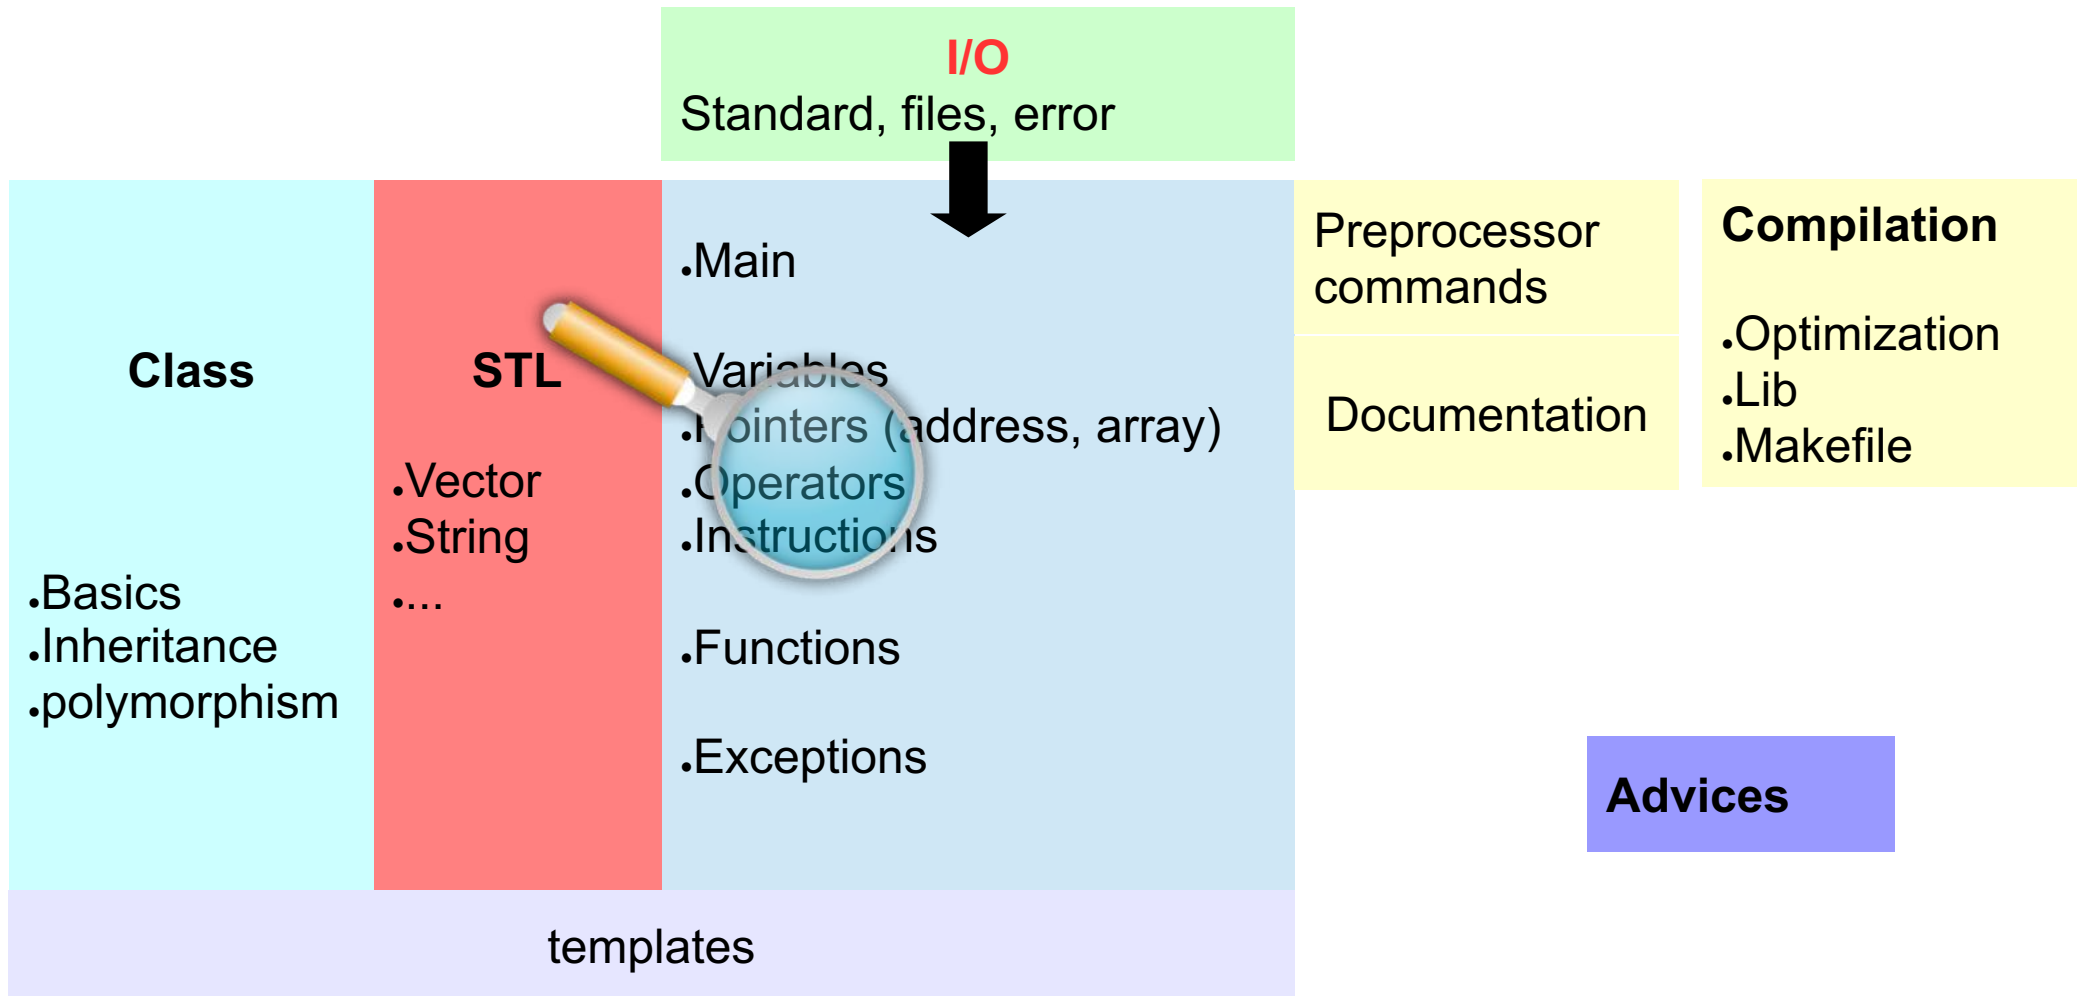 I/O
Standard, files, error
Class
●Basics
●Inheritance
●polymorphism
STL
●Vector
●String
●...
●Main
Variables
●Pointers (address, array)
●Operators
●Instructions
●Functions
●Exceptions
Preprocessor
commands
Documentation
Compilation
●Optimization
●Lib
●Makefile
Advices
templates